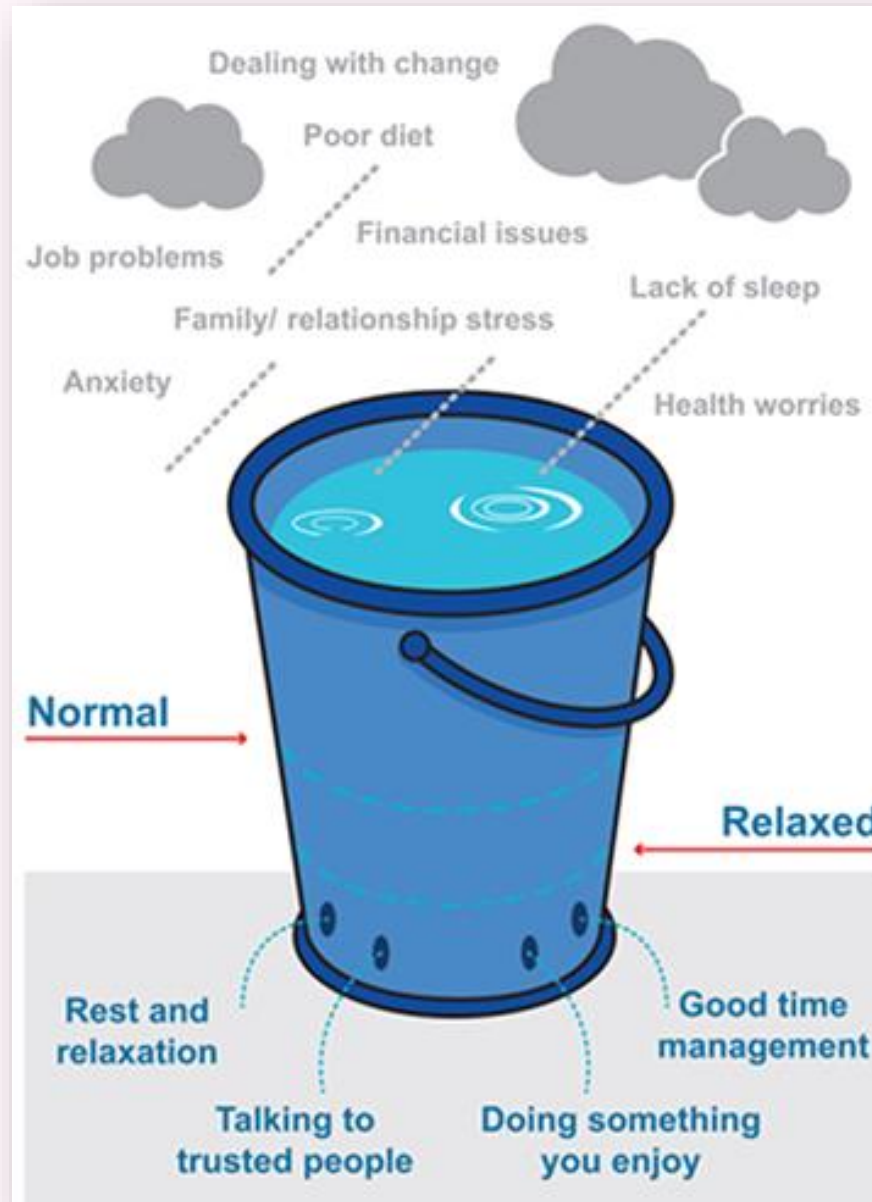 Dealing with change
Poor diet
Financial issues
Job problems
Lack of sleep
Family/ relationship stress
Anxiety
Health worries
Normal
Relaxed
Rest and
relaxation
Good time
management
Talking to
trusted people
Doing something
you enjoy